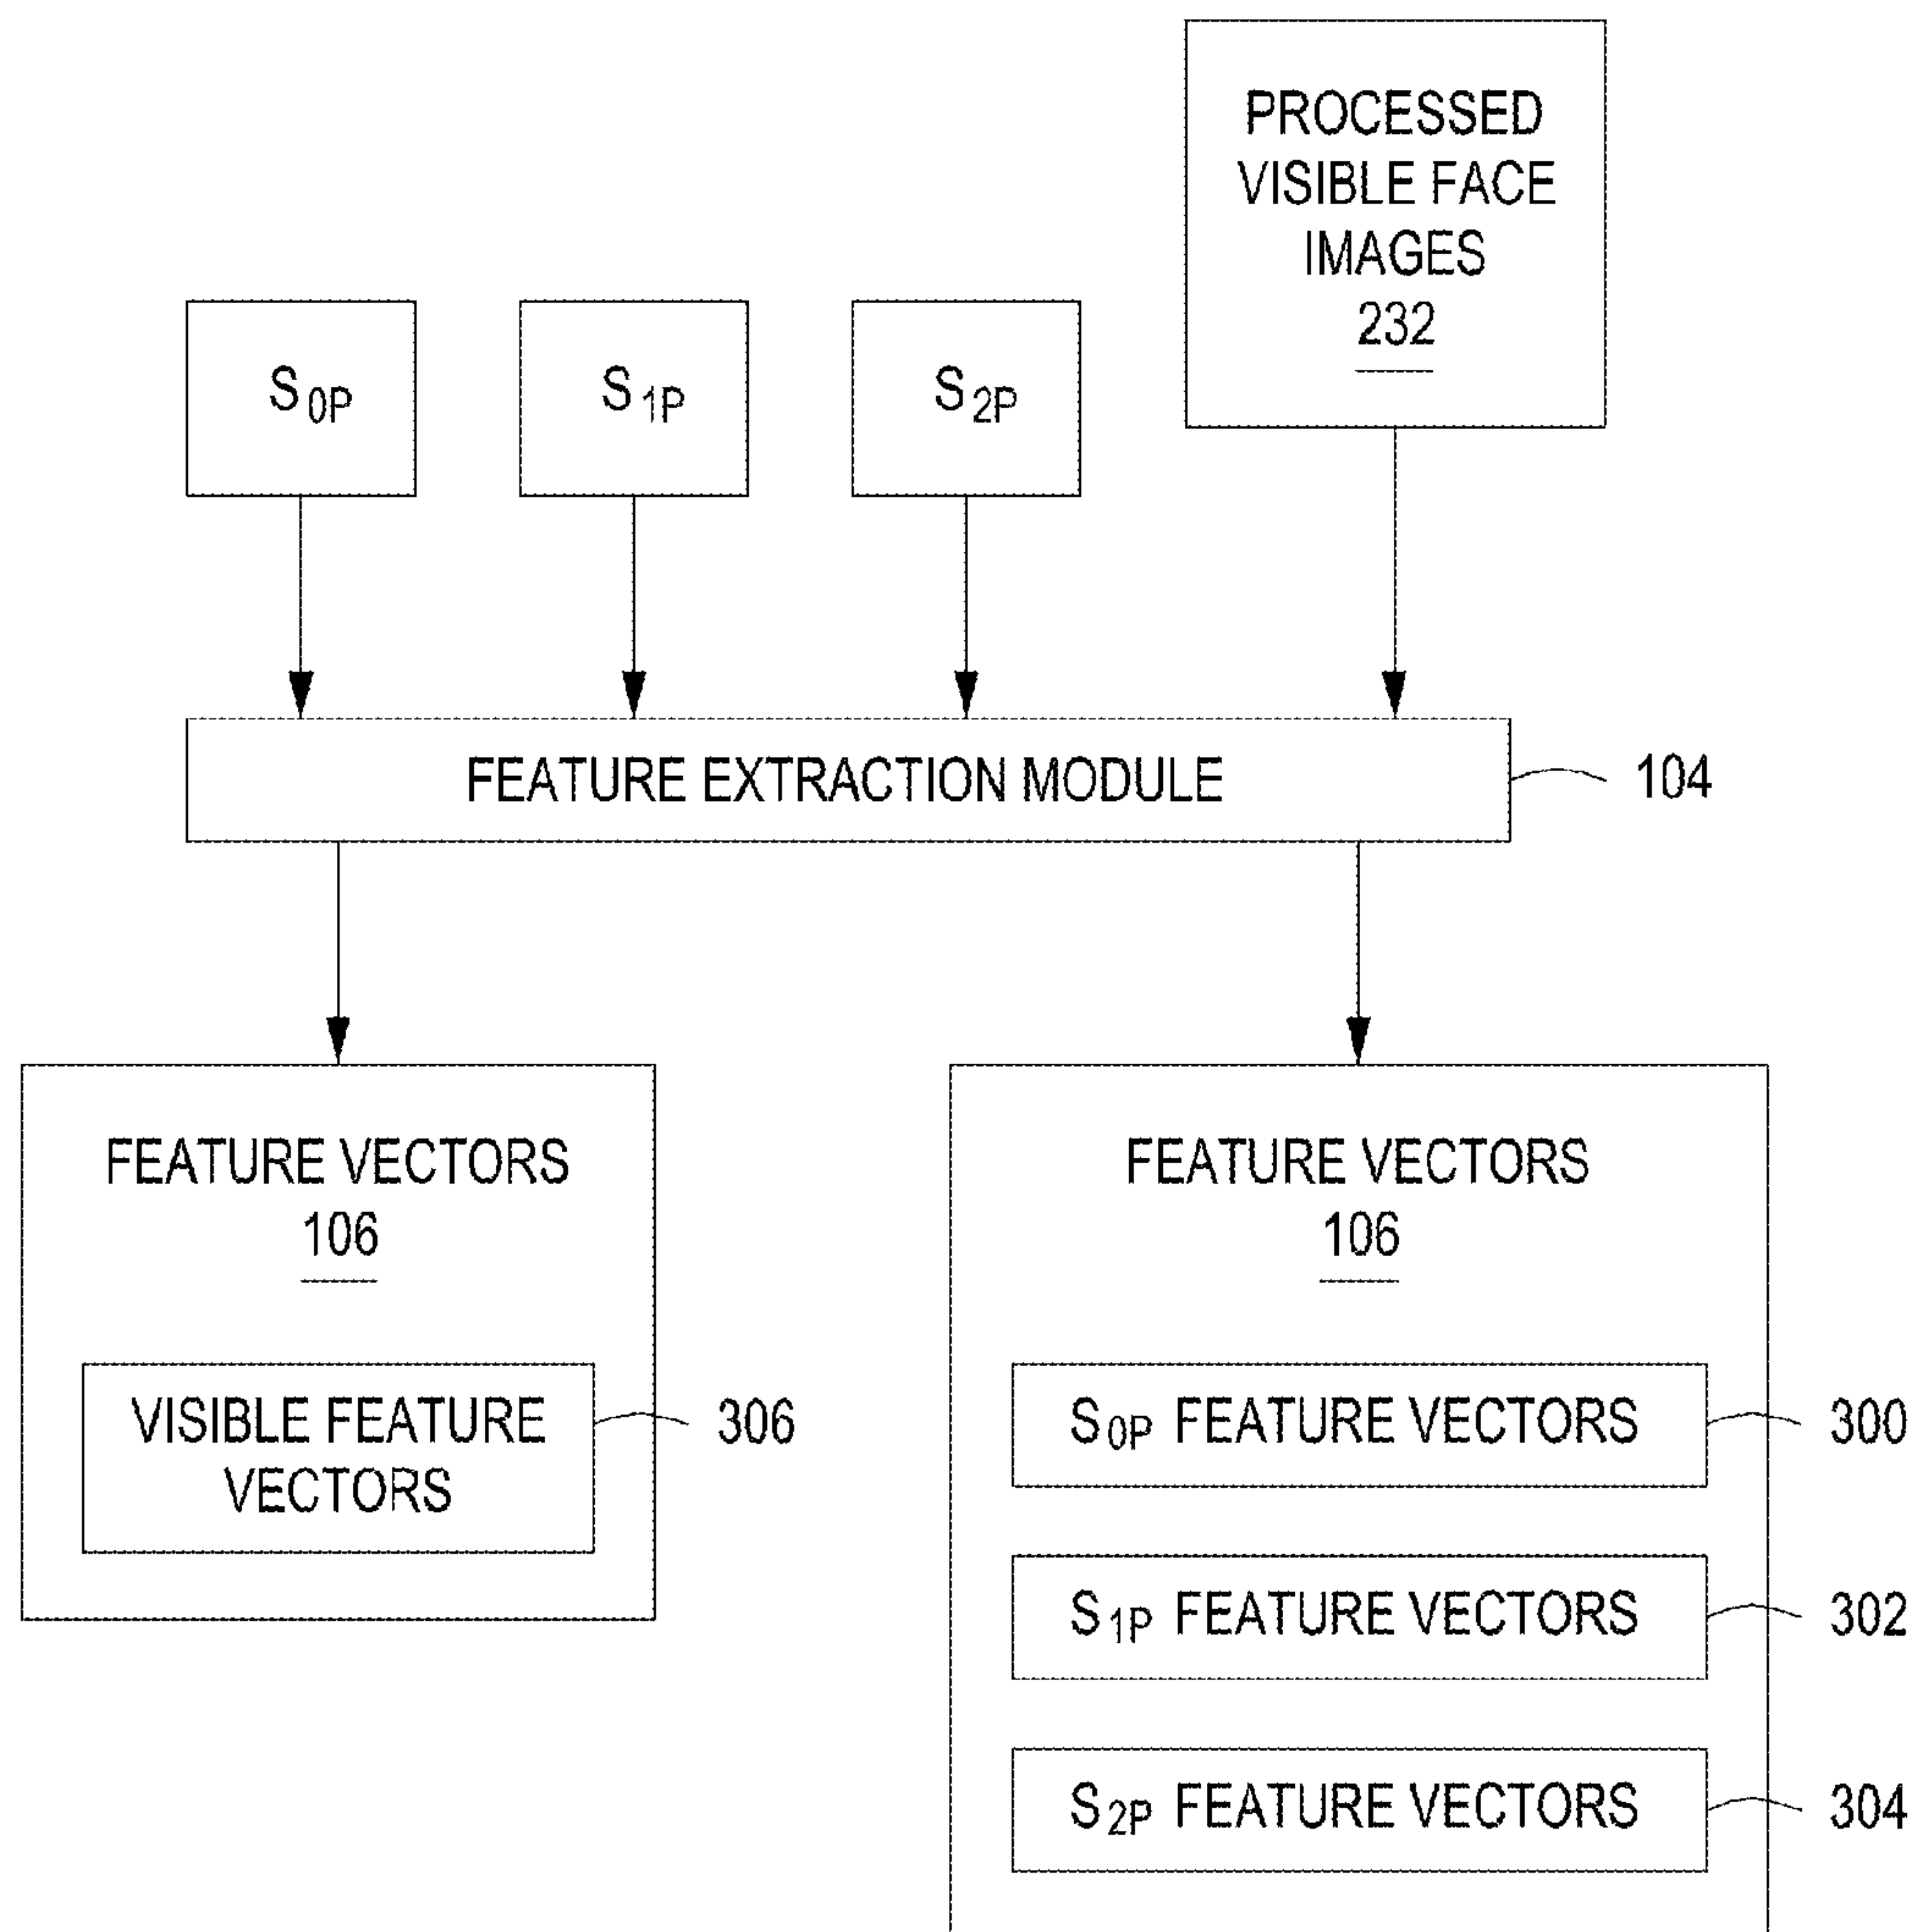 PROCESSED
VISIBLE FACE
IMAGES
232
S0P
S1P
S2P
FEATURE EXTRACTION MODULE
104
FEATURE VECTORS
106
VISIBLE FEATURE
VECTORS
306
FEATURE VECTORS
106
S0P FEATURE VECTORS
300
S1P FEATURE VECTORS
302
S2P FEATURE VECTORS
304